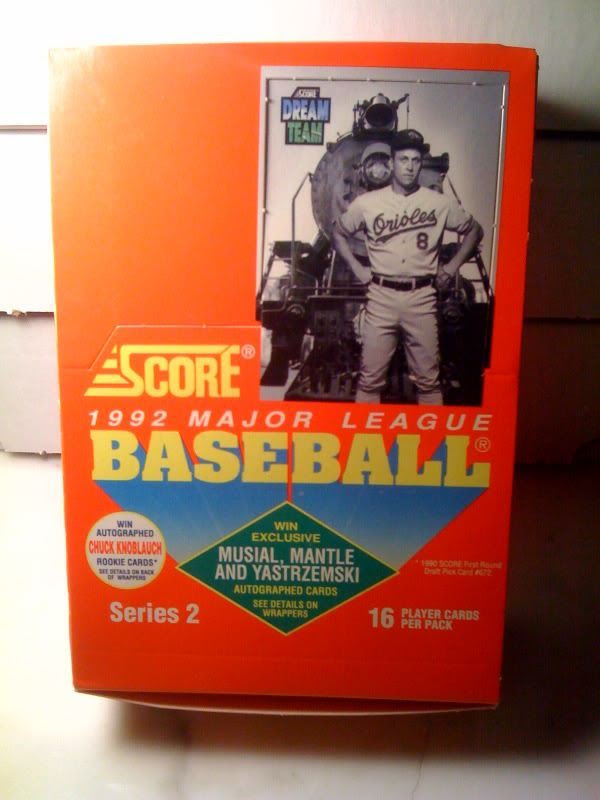 SCORE
DREAM
TEAM
Orioles
8
SCORE®
1992 MAJOR LEAGUE
BASEBALL®
WIN
AUTOGRAPHED
CHUCK KNOBLAUCH
ROOKIE CARDS*
SEE DETAILS ON BACK
OF WRAPPERS
WIN
EXCLUSIVE
MUSIAL, MANTLE
AND YASTRZEMSKI
AUTOGRAPHED CARDS
SEE DETAILS ON
WRAPPERS
* 1990 SCORE First Round
Draft Pick Card #672
Series 2
16 PLAYER CARDS
PER PACK